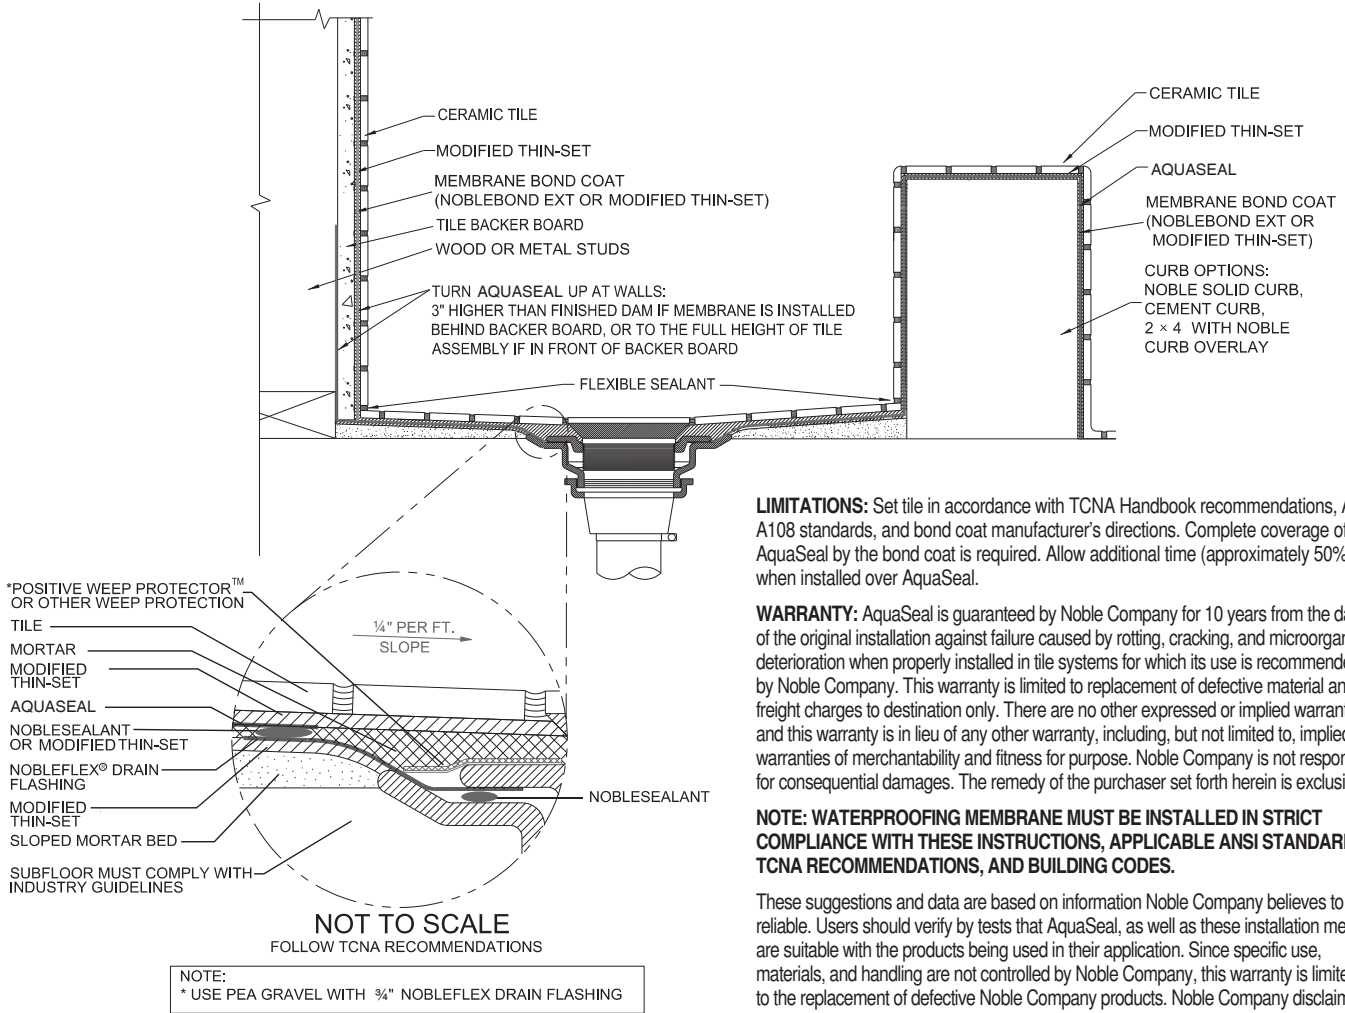 CERAMIC TILE
MODIFIED THIN-SET
MEMBRANE BOND COAT
(NOBLEBOND EXT OR MODIFIED THIN-SET)
TILE BACKER BOARD
WOOD OR METAL STUDS
TURN AQUASEAL UP AT WALLS:
3" HIGHER THAN FINISHED DAM IF MEMBRANE IS INSTALLED
BEHIND BACKER BOARD, OR TO THE FULL HEIGHT OF TILE
ASSEMBLY IF IN FRONT OF BACKER BOARD
FLEXIBLE SEALANT
CERAMIC TILE
MODIFIED THIN-SET
AQUASEAL
MEMBRANE BOND COAT
(NOBLEBOND EXT OR
MODIFIED THIN-SET)
CURB OPTIONS:
NOBLE SOLID CURB,
CEMENT CURB,
2 × 4 WITH NOBLE
CURB OVERLAY
*POSITIVE WEEP PROTECTOR™
OR OTHER WEEP PROTECTION
TILE
MORTAR
MODIFIED
THIN-SET
AQUASEAL
NOBLESEALANT
OR MODIFIED THIN-SET
NOBLEFLEX® DRAIN
FLASHING
MODIFIED
THIN-SET
SLOPED MORTAR BED
SUBFLOOR MUST COMPLY WITH
INDUSTRY GUIDELINES
¼" PER FT.
SLOPE
NOBLESEALANT
NOT TO SCALE
FOLLOW TCNA RECOMMENDATIONS
NOTE:
* USE PEA GRAVEL WITH ¾" NOBLEFLEX DRAIN FLASHING
LIMITATIONS: Set tile in accordance with TCNA Handbook recommendations,
A108 standards, and bond coat manufacturer's directions. Complete coverage of
AquaSeal by the bond coat is required. Allow additional time (approximately 50%
when installed over AquaSeal.
WARRANTY: AquaSeal is guaranteed by Noble Company for 10 years from the
of the original installation against failure caused by rotting, cracking, and
deterioration when properly installed in tile systems for which its use is
by Noble Company. This warranty is limited to replacement of defective material
freight charges to destination only. There are no other expressed or implied
and this warranty is in lieu of any other warranty, including, but not limited to,
warranties of merchantability and fitness for purpose. Noble Company is not
for consequential damages. The remedy of the purchaser set forth herein is
NOTE: WATERPROOFING MEMBRANE MUST BE INSTALLED IN STRICT
COMPLIANCE WITH THESE INSTRUCTIONS, APPLICABLE ANSI
TCNA RECOMMENDATIONS, AND BUILDING CODES.
These suggestions and data are based on information Noble Company believes to
reliable. Users should verify by tests that AquaSeal, as well as these installation
are suitable with the products being used in their application. Since specific use,
materials, and handling are not controlled by Noble Company, this warranty is
to the replacement of defective Noble Company products. Noble Company